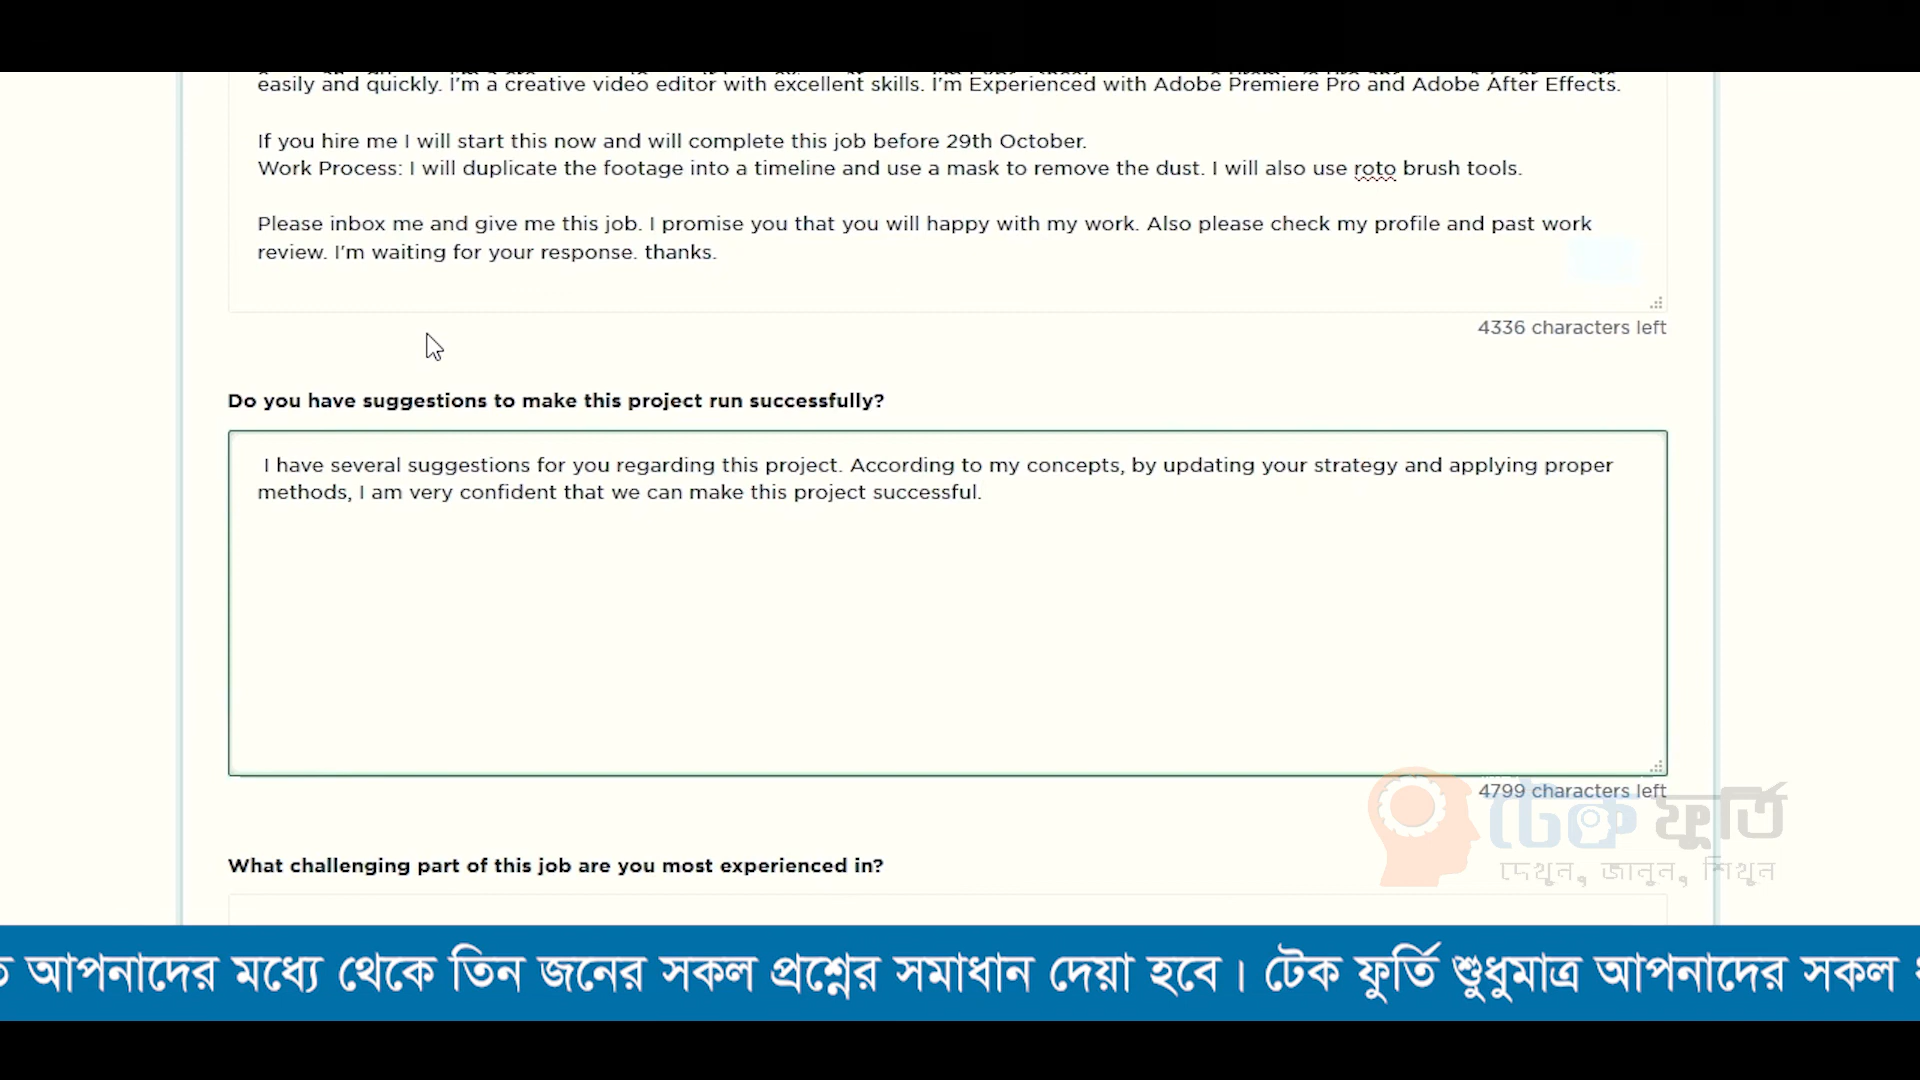 easily and quickly. I'm a creative video editor with excellent skills. I'm Experienced with Adobe Premiere Pro and Adobe After Effects.
If you hire me I will start this now and will complete this job before 29th October.
Work Process: I will duplicate the footage into a timeline and use a mask to remove the dust. I will also use roto brush tools.
Please inbox me and give me this job. I promise you that you will happy with my work. Also please check my profile and past work
review. I'm waiting for your response. thanks.
4336 characters left
Do you have suggestions to make this project run successfully?
I have several suggestions for you regarding this project. According to my concepts, by updating your strategy and applying proper
methods, I am very confident that we can make this project successful.
4799 characters left
টেক ফুর্তি
দেখুন, জানুন, শিখুন
What challenging part of this job are you most experienced in?
আপনাদের মধ্যে থেকে তিন জনের সকল প্রশ্নের সমাধান দেয়া হবে। টেক ফুর্তি শুধুমাত্র আপনাদের সকল